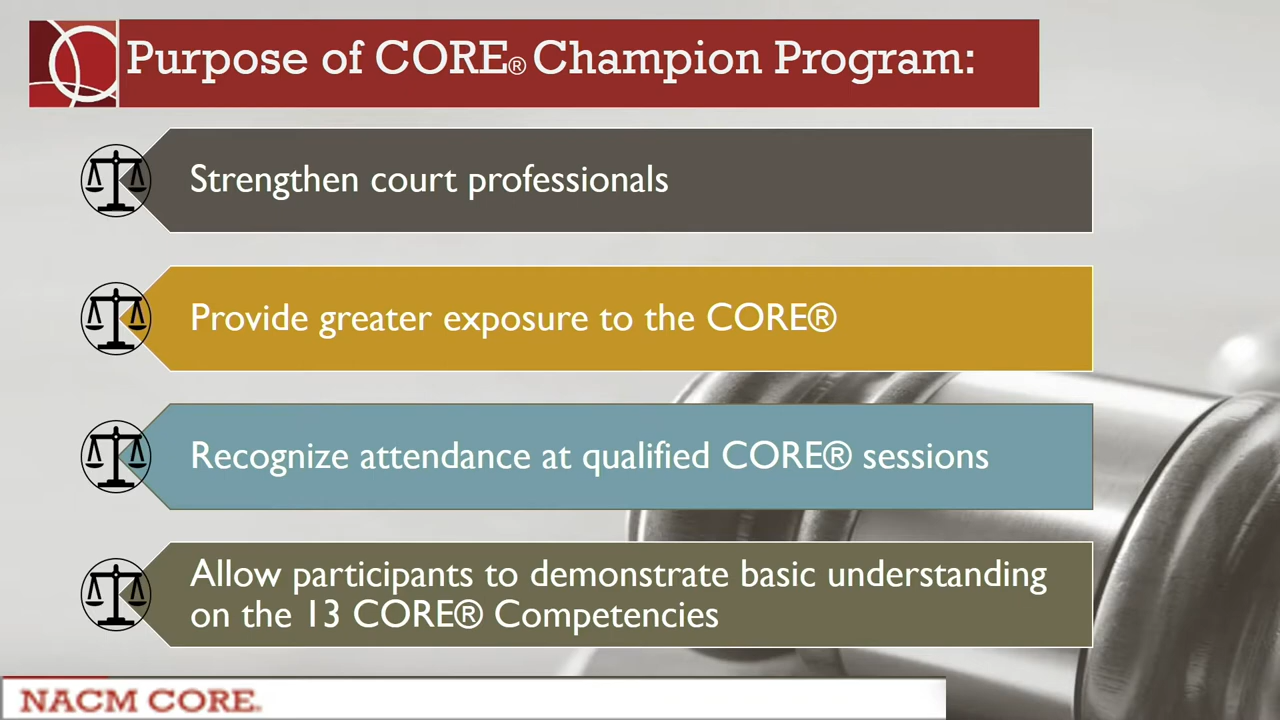 Purpose of CORE® Champion Program:
Strengthen court professionals
Provide greater exposure to the CORE®
Recognize attendance at qualified CORE® sessions
Allow participants to demonstrate basic understanding
on the 13 CORE® Competencies
NACM CORE®